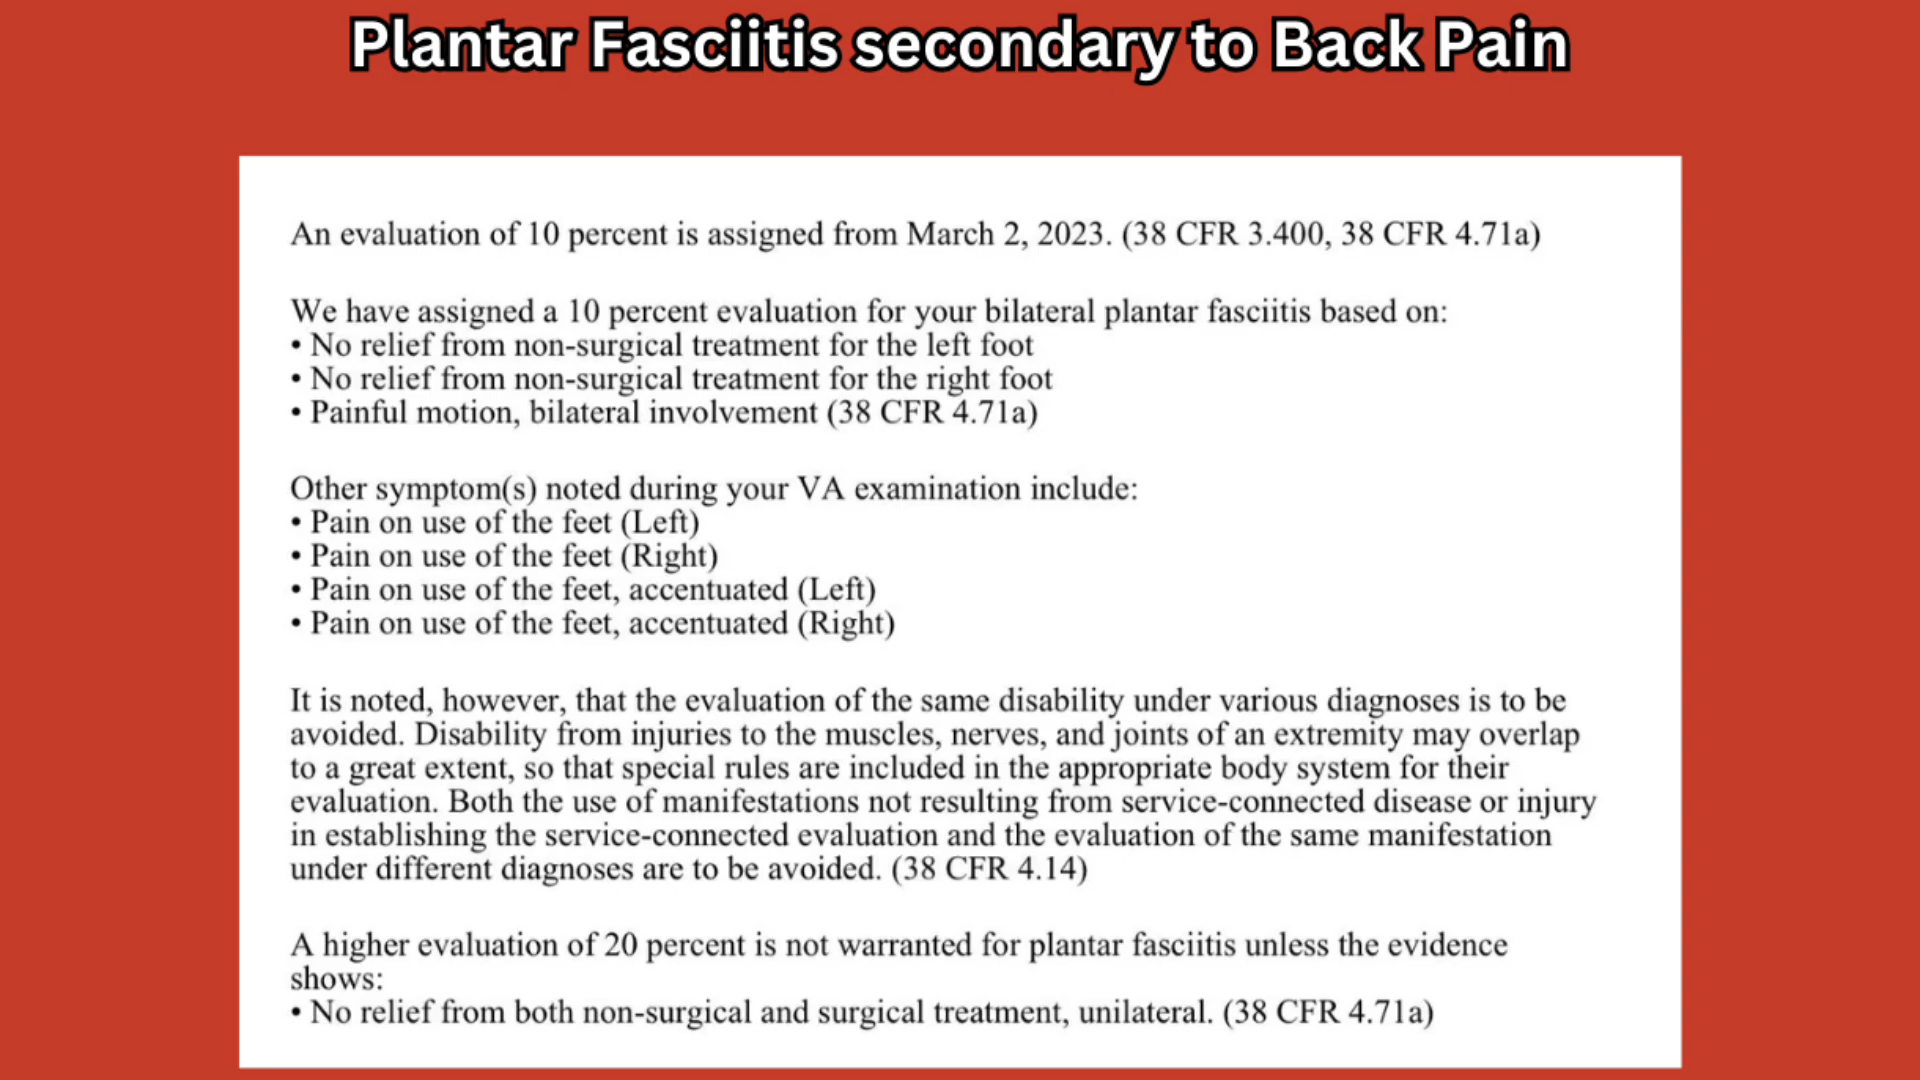 Plantar Fasciitis secondary to Back Pain
An evaluation of 10 percent is assigned from March 2, 2023. (38 CFR 3.400, 38 CFR 4.71a)
We have assigned a 10 percent evaluation for your bilateral plantar fasciitis based on:
• No relief from non-surgical treatment for the left foot
• No relief from non-surgical treatment for the right foot
• Painful motion, bilateral involvement (38 CFR 4.71a)
Other symptom(s) noted during your VA examination include:
• Pain on use of the feet (Left)
• Pain on use of the feet (Right)
• Pain on use of the feet, accentuated (Left)
• Pain on use of the feet, accentuated (Right)
It is noted, however, that the evaluation of the same disability under various diagnoses is to be
avoided. Disability from injuries to the muscles, nerves, and joints of an extremity may overlap
to a great extent, so that special rules are included in the appropriate body system for their
evaluation. Both the use of manifestations not resulting from service-connected disease or injury
in establishing the service-connected evaluation and the evaluation of the same manifestation
under different diagnoses are to be avoided. (38 CFR 4.14)
A higher evaluation of 20 percent is not warranted for plantar fasciitis unless the evidence
shows:
• No relief from both non-surgical and surgical treatment, unilateral. (38 CFR 4.71a)